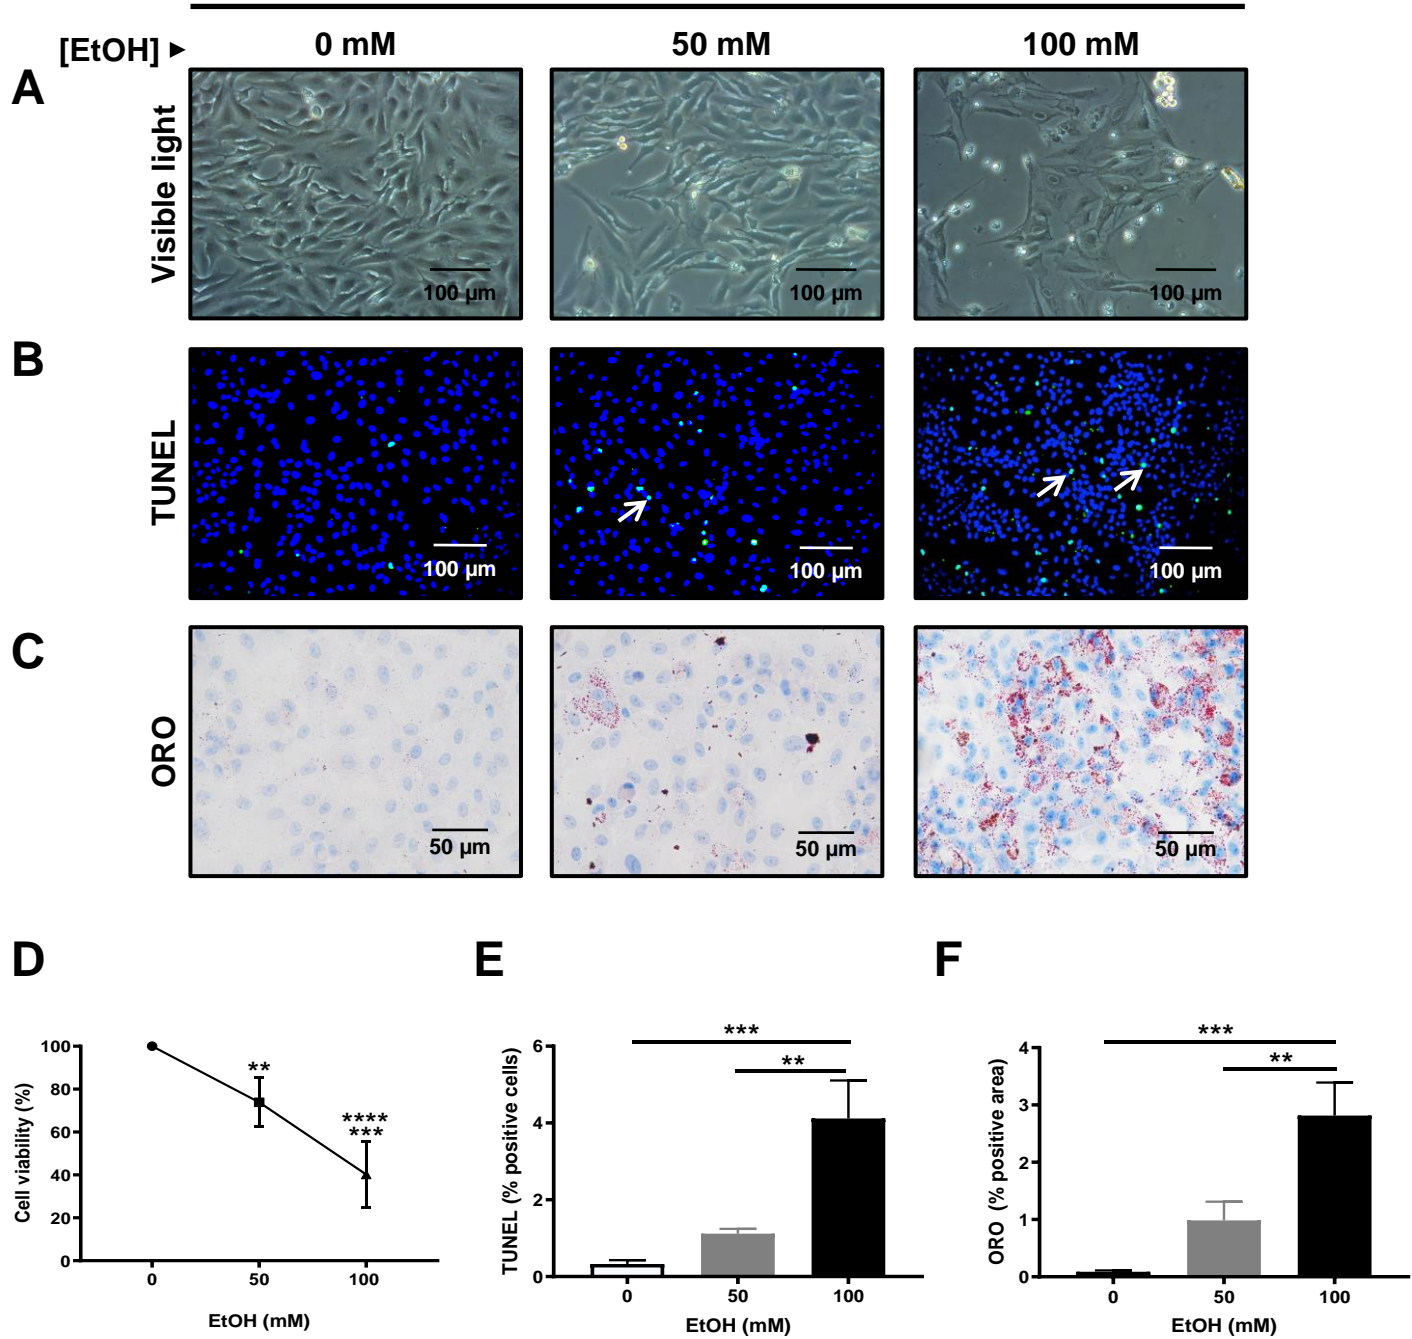 [EtOH] ► 0 mM 50 mM 100 mM
A
Visible light
100 µm 100 µm 100 µm
B
TUNEL
100 µm 100 µm 100 µm
C
ORO
50 µm 50 µm 50 µm
D
Cell viability (%)
100
80
60
40
20
0
**
****
***
0 50 100
EtOH (mM)
E
TUNEL (% positive cells)
6
4
2
0
***
**
0 50 100
EtOH (mM)
F
ORO (% positive area)
4
3
2
1
0
***
**
0 50 100
EtOH (mM)